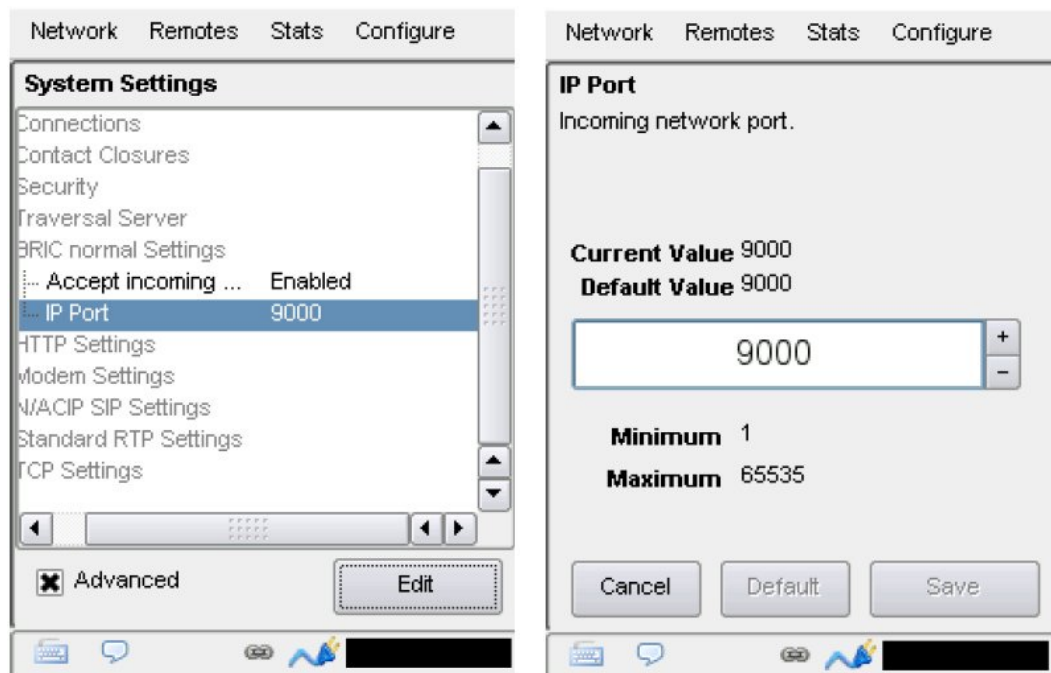 Network Remotes Stats Configure
System Settings
Connections
Contact Closures
Security
Traversal Server
BRIC normal Settings
Accept incoming ... Enabled
IP Port 9000
HTTP Settings
Modem Settings
N/ACIP SIP Settings
Standard RTP Settings
TCP Settings
Advanced
Edit
Network Remotes Stats Configure
IP Port
Incoming network port.
Current Value 9000
Default Value 9000
9000
+
-
Minimum 1
Maximum 65535
Cancel Default Save